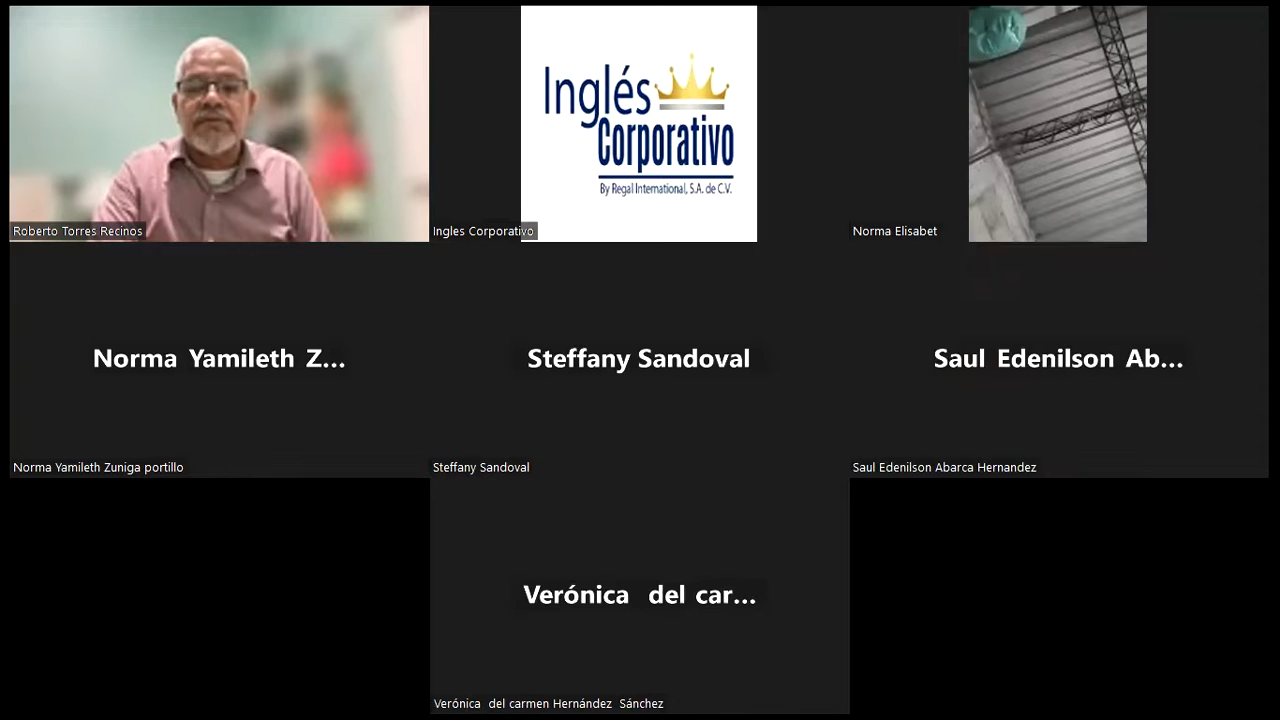 Inglés
Corporativo
By Regal International, S.A. de C.V.
Roberto Torres Recinos
Ingles Corporativo
Norma Elisabet
Norma Yamileth Z...
Steffany Sandoval
Saul Edenilson Ab...
Norma Yamileth Zuniga portillo
Steffany Sandoval
Saul Edenilson Abarca Hernandez
Verónica del car...
Verónica del carmen Hernández Sánchez